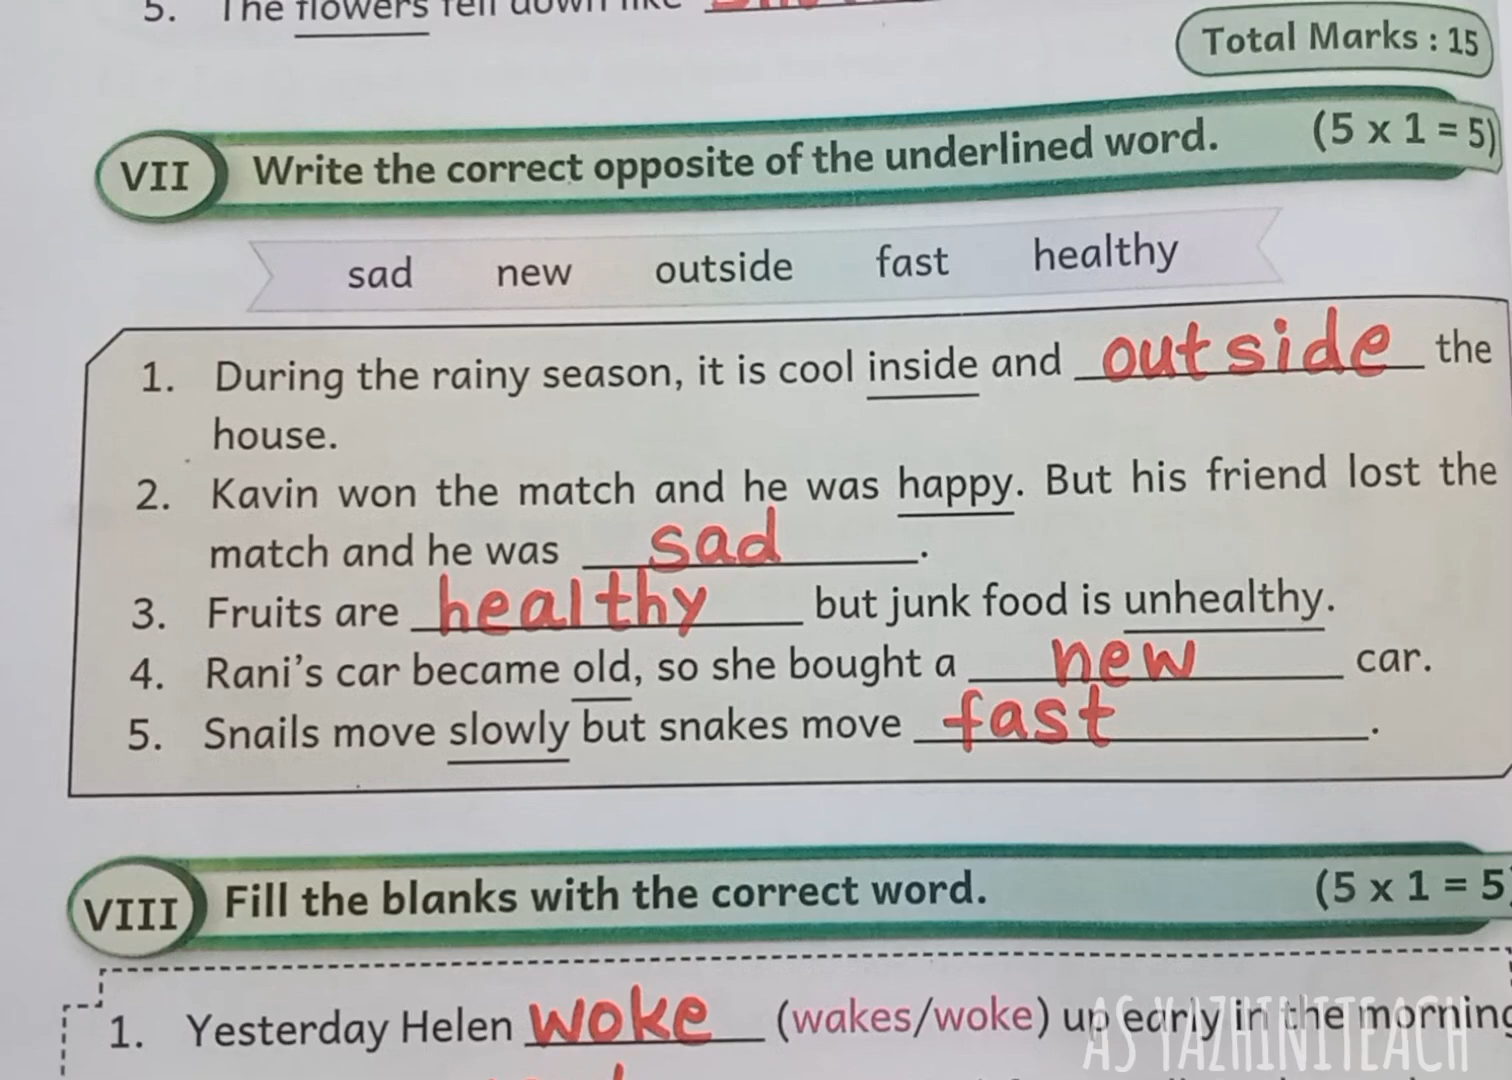 5. The flowers fell down like
Total Marks : 15
VII Write the correct opposite of the underlined word. (5 x 1 = 5)
sad new outside fast healthy
1. During the rainy season, it is cool inside and outside the
house.
2. Kavin won the match and he was happy. But his friend lost the
match and he was sad.
3. Fruits are healthy but junk food is unhealthy.
4. Rani's car became old, so she bought a new car.
5. Snails move slowly but snakes move fast.
VIII Fill the blanks with the correct word. (5 x 1 = 5)
1. Yesterday Helen woke (wakes/woke) up early in the morning
AS YAZHINITEACH